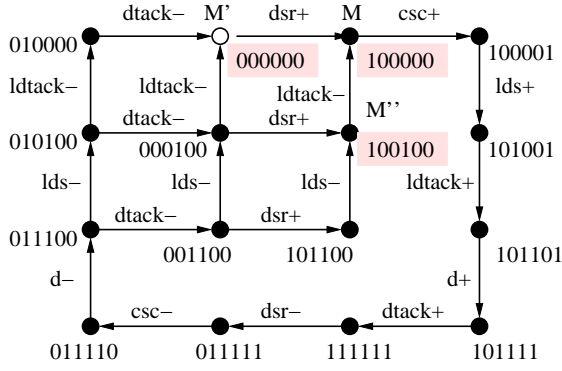 dtack− M' dsr+ M csc+
010000 000000 100000 100001
ldtack− ldtack− ldtack− lds+
dtack− dsr+ M''
010100 000100 100100 101001
lds− lds− lds− ldtack+
dtack− dsr+
011100 001100 101100 101101
d− d+
csc− dsr− dtack+
011110 011111 111111 101111